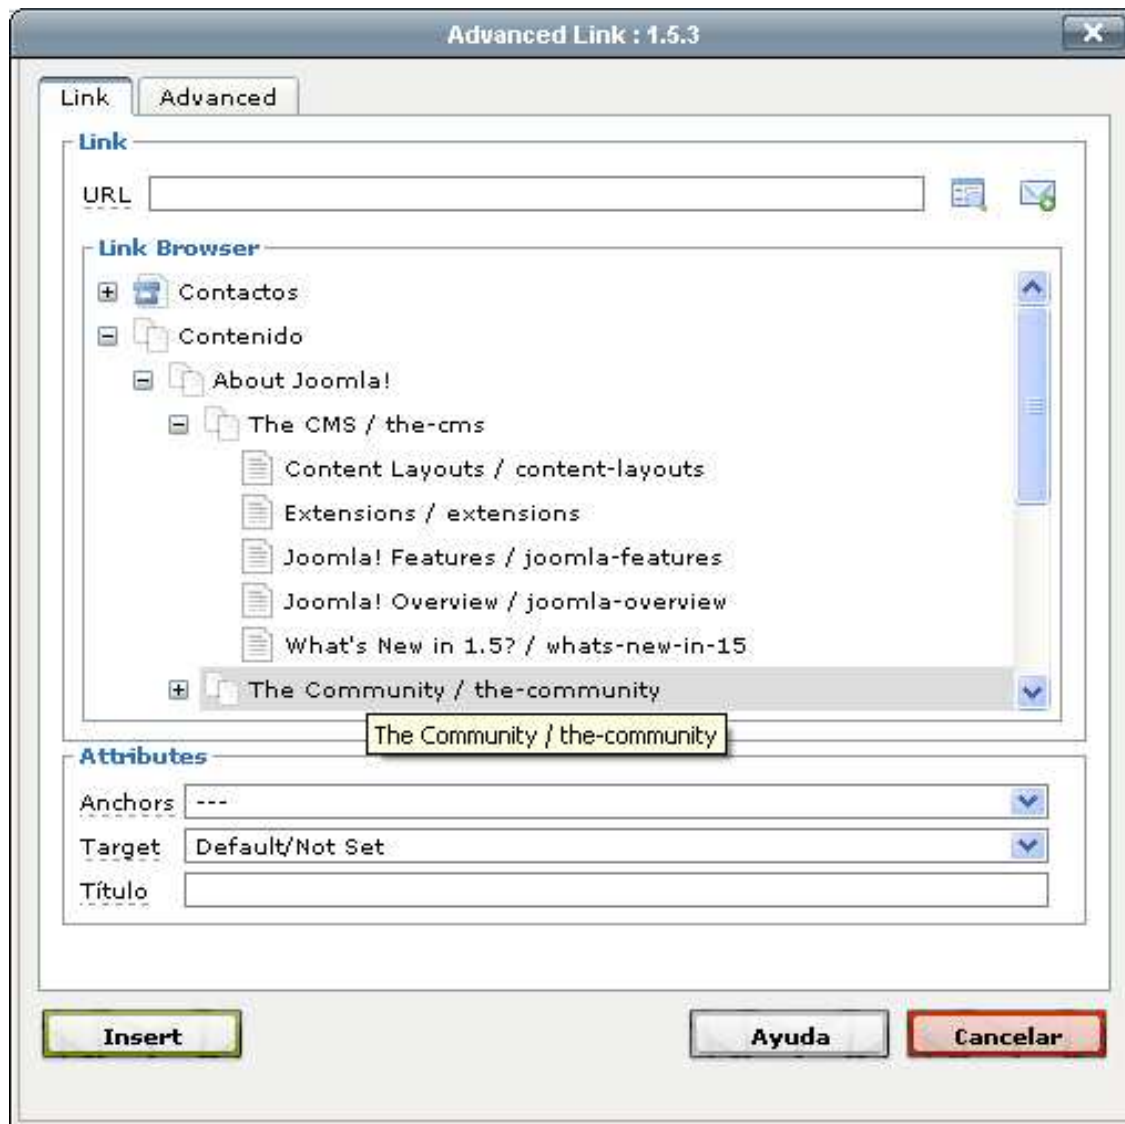 Advanced Link : 1.5.3
Link Advanced
Link
URL
Link Browser
Contactos
Contenido
About Joomla!
The CMS / the-cms
Content Layouts / content-layouts
Extensions / extensions
Joomla! Features / joomla-features
Joomla! Overview / joomla-overview
What's New in 1.5? / whats-new-in-15
The Community / the-community
The Community / the-community
Attributes
Anchors ---
Target Default/Not Set
Título
Insert Ayuda Cancelar